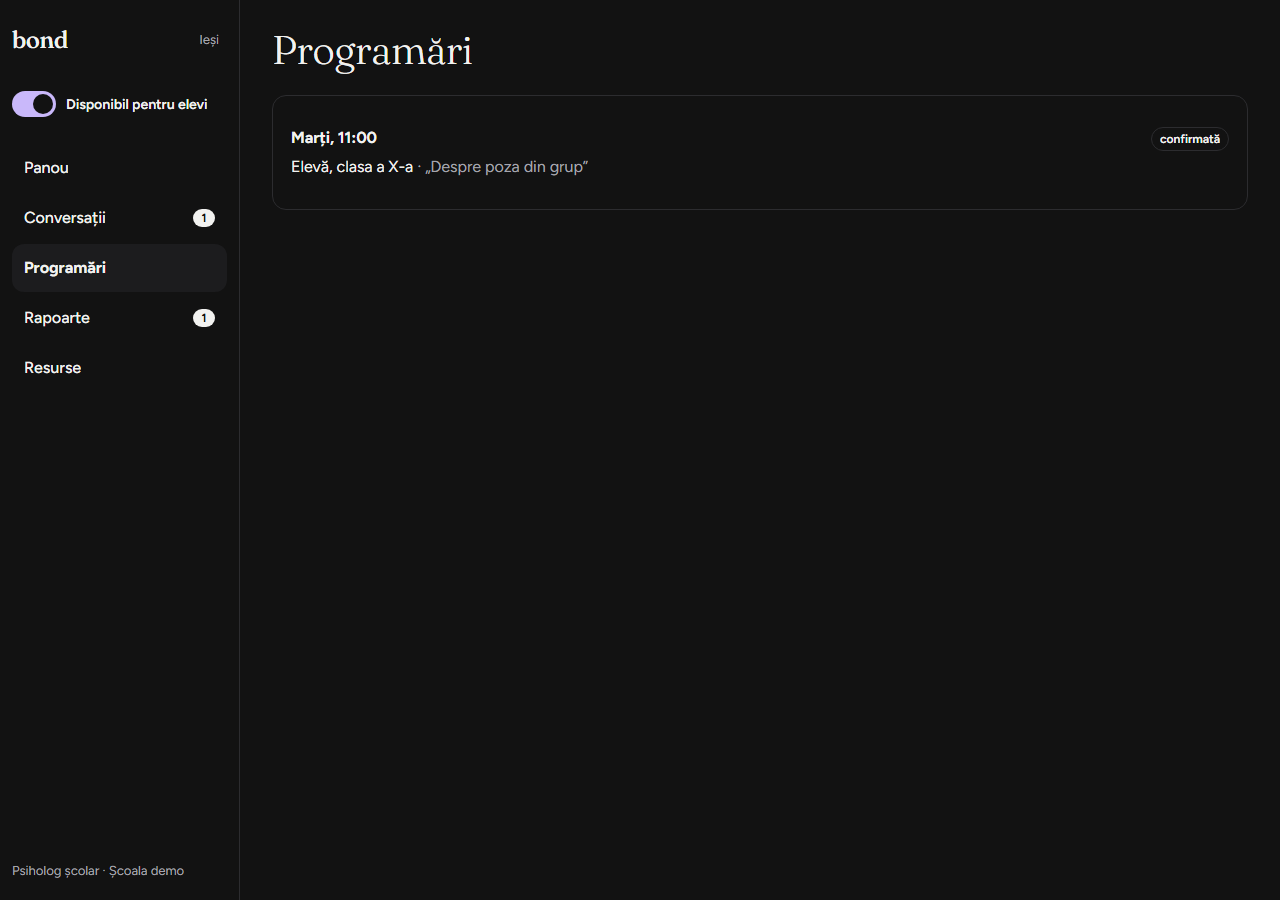 bond
Ieși
Disponibil pentru elevi
Panou
Conversații 1
Programări
Rapoarte 1
Resurse
Psiholog școlar · Școala demo
Programări
Marți, 11:00
confirmată
Elevă, clasa a X-a · „Despre poza din grup”